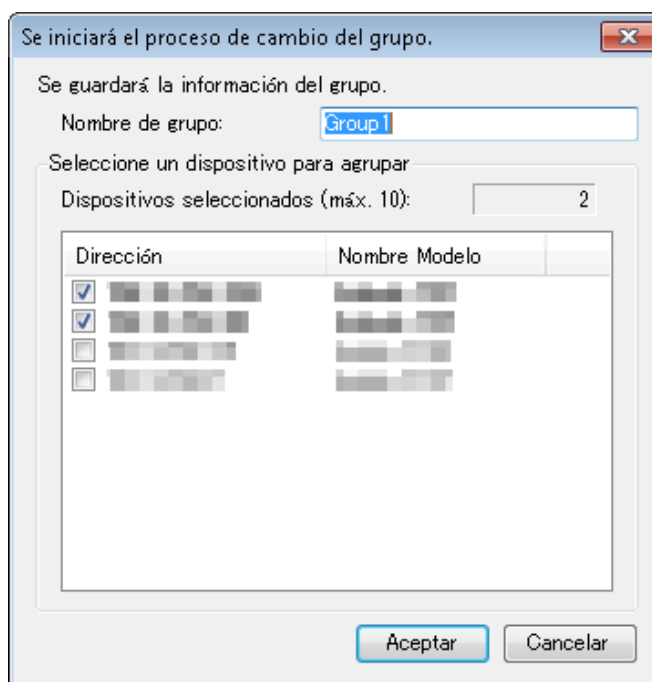 Se iniciará el proceso de cambio del grupo.
Se guardará la información del grupo.
Nombre de grupo: Group1
Seleccione un dispositivo para agrupar
Dispositivos seleccionados (máx. 10): 2
Dirección Nombre Modelo
Aceptar Cancelar